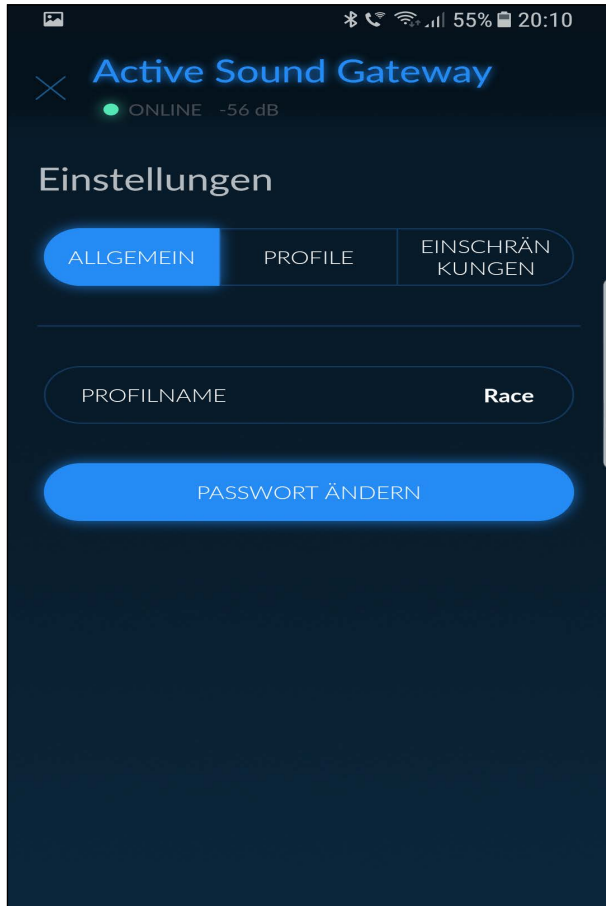 55% 20:10
Active Sound Gateway
ONLINE -56 dB
Einstellungen
ALLGEMEIN PROFILE EINSCHRÄN
KUNGEN
PROFILNAME Race
PASSWORT ÄNDERN